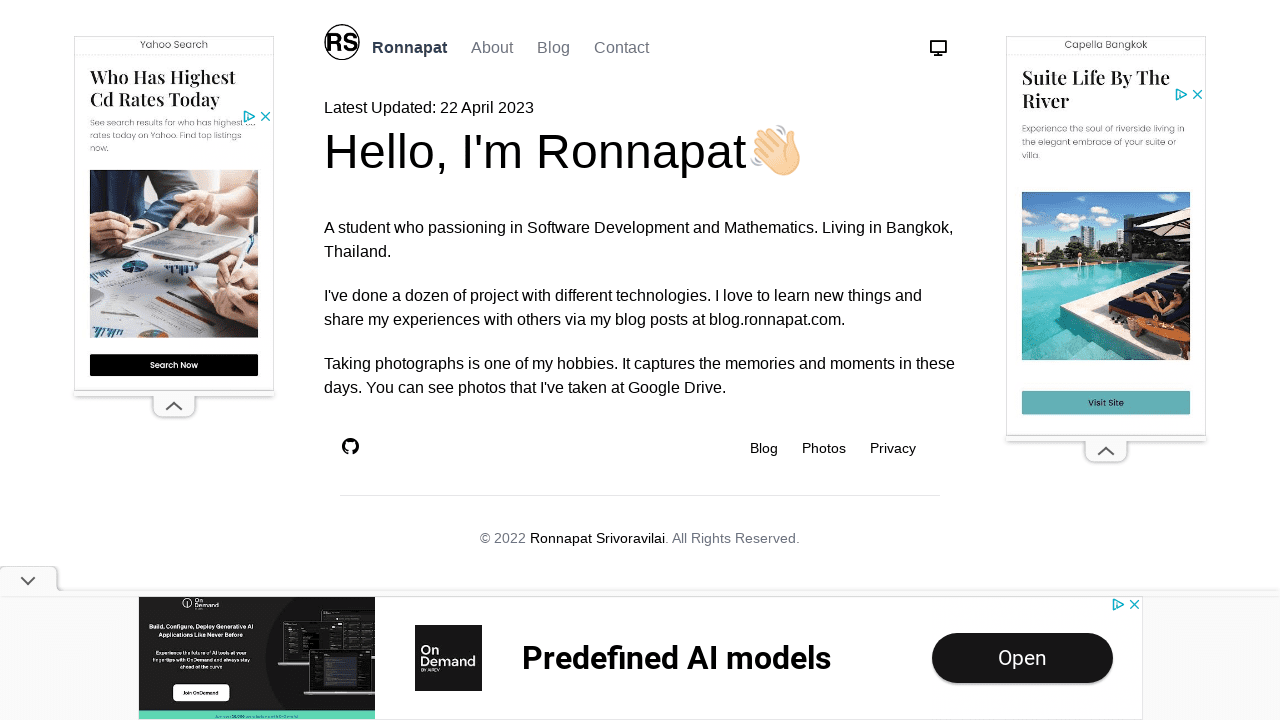 RS Ronnapat About Blog Contact
Yahoo Search
Who Has Highest
Cd Rates Today
See search results for who has highest
rates today on Yahoo. Find top listings
now.
Search Now
Latest Updated: 22 April 2023
Hello, I'm Ronnapat
A student who passioning in Software Development and Mathematics. Living in Bangkok,
Thailand.
I've done a dozen of project with different technologies. I love to learn new things and
share my experiences with others via my blog posts at blog.ronnapat.com.
Taking photographs is one of my hobbies. It captures the memories and moments in these
days. You can see photos that I've taken at Google Drive.
Blog Photos Privacy
© 2022 Ronnapat Srivoravilai. All Rights Reserved.
Capella Bangkok
Suite Life By The
River
Experience the soul of riverside living in
the elegant embrace of your suite or
villa.
Visit Site
On
Demand
Build, Configure, Deploy Generative AI
Applications Like Never Before
Experience the future of AI tools at your
fingertips with OnDemand and always stay
ahead of the curve
Join OnDemand
On
Demand
BY AIREV
Predefined AI models
Open